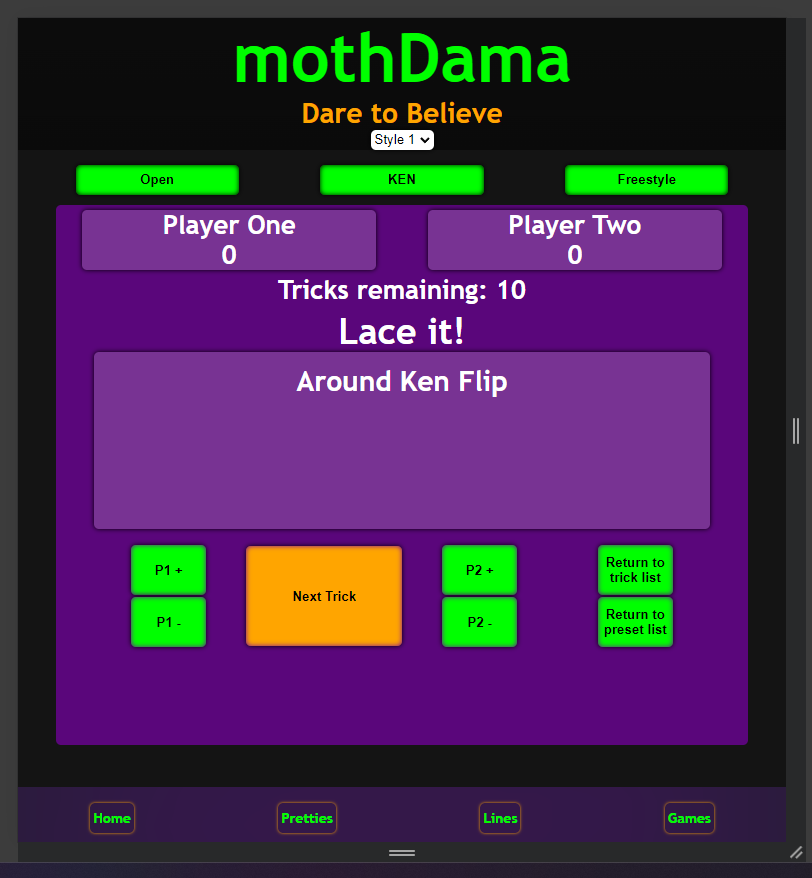 mothDama
Dare to Believe
Style 1
Open
KEN
Freestyle
Player One
0
Player Two
0
Tricks remaining: 10
Lace it!
Around Ken Flip
P1 +
P1 -
Next Trick
P2 +
P2 -
Return to
trick list
Return to
preset list
Home
Pretties
Lines
Games